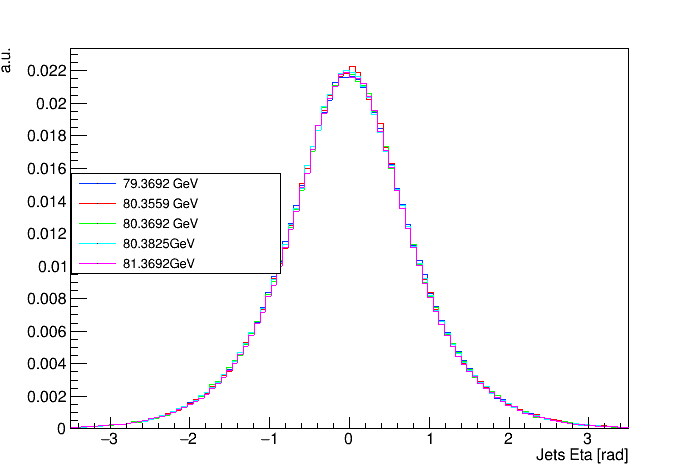 a.u.
0.022
0.02
0.018
0.016
0.014
0.012
0.01
0.008
0.006
0.004
0.002
0
79.3692 GeV
80.3559 GeV
80.3692 GeV
80.3825GeV
81.3692GeV
−3 −2 −1 0 1 2 3
Jets Eta [rad]